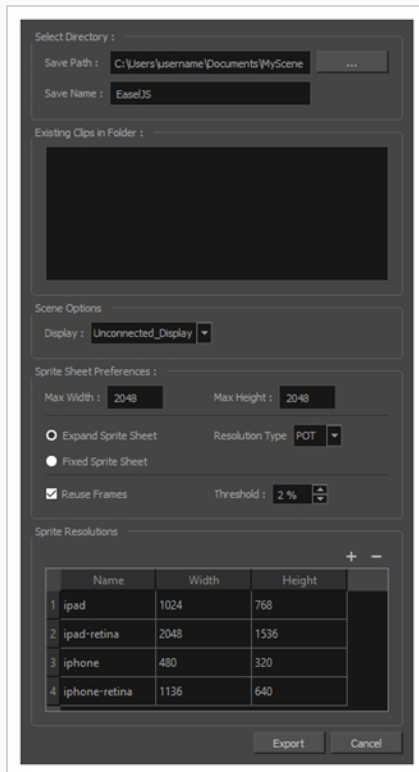 Select Directory :
Save Path : C:\Users\username\Documents\MyScene ...
Save Name : EaselJS
Existing Clips in Folder :
Scene Options
Display : Unconnected_Display
Sprite Sheet Preferences :
Max Width : 2048 Max Height : 2048
Expand Sprite Sheet Resolution Type POT
Fixed Sprite Sheet
Reuse Frames Threshold : 2 %
Sprite Resolutions
+ −
Name Width Height
1 ipad 1024 768
2 ipad-retina 2048 1536
3 iphone 480 320
4 iphone-retina 1136 640
Export Cancel